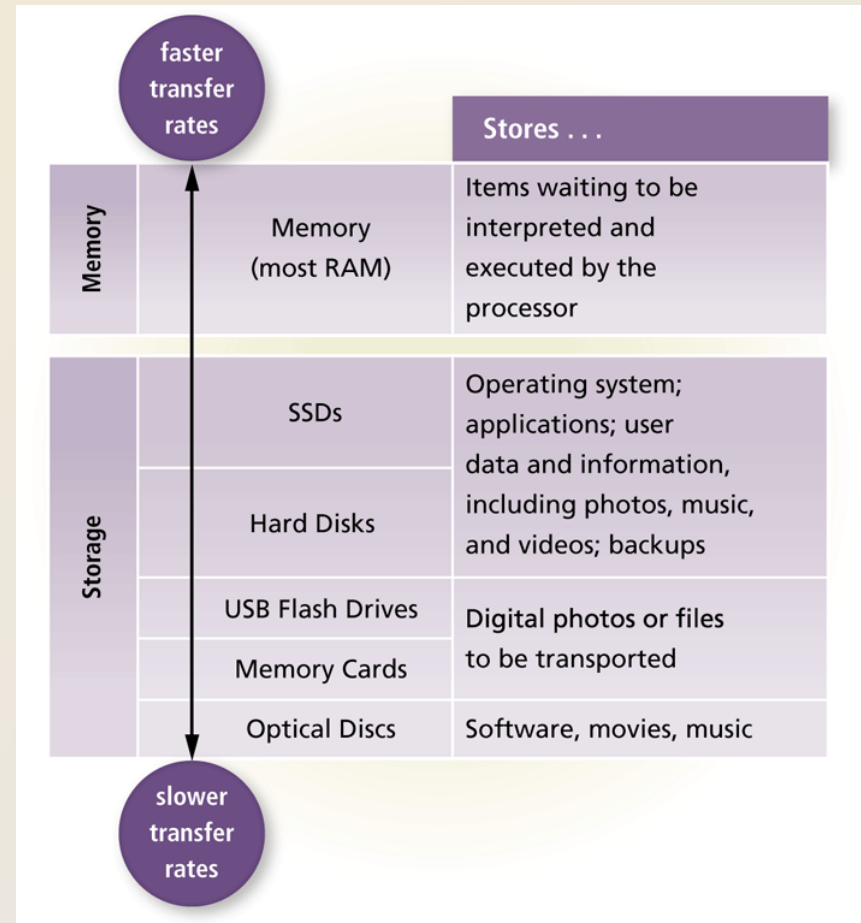 faster
transfer
rates
Stores . . .
Memory
Memory
(most RAM)
Items waiting to be
interpreted and
executed by the
processor
Storage
SSDs
Operating system;
applications; user
data and information,
including photos, music,
and videos; backups
Hard Disks
USB Flash Drives
Digital photos or files
to be transported
Memory Cards
Optical Discs
Software, movies, music
slower
transfer
rates